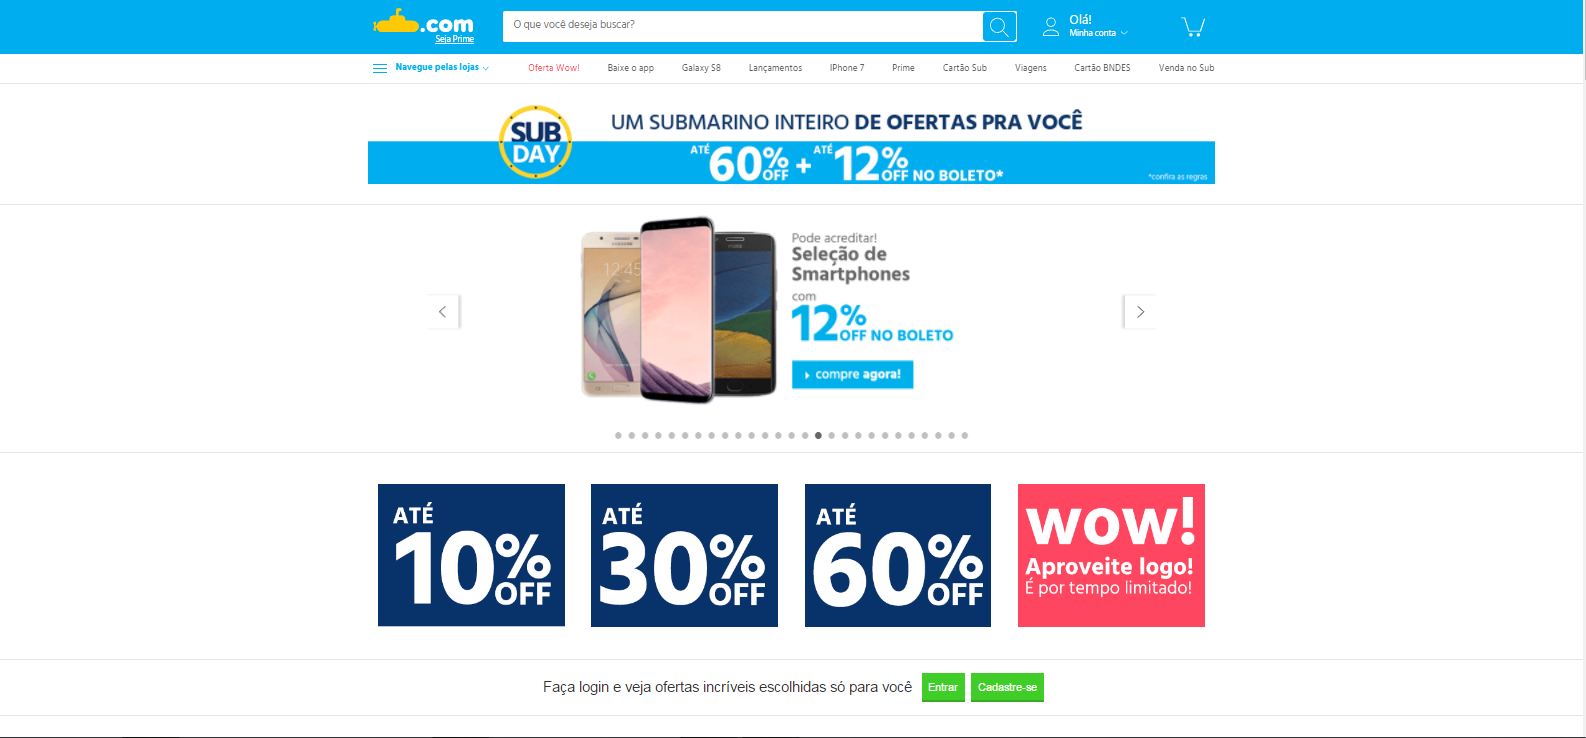 .com
Seja Prime
O que você deseja buscar?
Olá!
Minha conta
Navegue pelas lojas
Oferta Wow!
Baixe o app
Galaxy S8
Lançamentos
IPhone 7
Prime
Cartão Sub
Viagens
Cartão BNDES
Venda no Sub
SUB
DAY
UM SUBMARINO INTEIRO DE OFERTAS PRA VOCÊ
ATÉ 60% OFF + ATÉ 12% OFF NO BOLETO*
*confira as regras
12:45
Pode acreditar!
Seleção de
Smartphones
com
12%
OFF NO BOLETO
compre agora!
ATÉ
10%
OFF
ATÉ
30%
OFF
ATÉ
60%
OFF
wow!
Aproveite logo!
É por tempo limitado!
Faça login e veja ofertas incríveis escolhidas só para você
Entrar
Cadastre-se